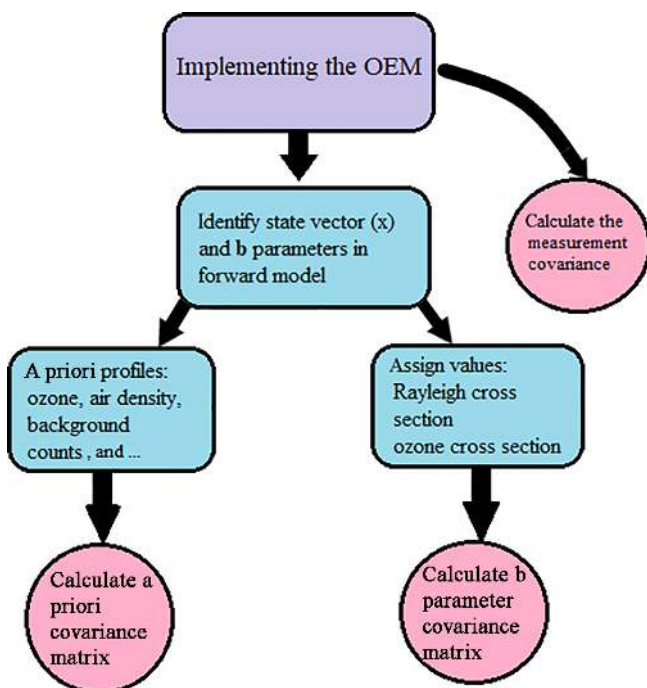 Implementing the OEM
Calculate the
measurement
covariance
Identify state vector (x)
and b parameters in
forward model
A priori profiles:
ozone, air density,
background
counts , and ...
Assign values:
Rayleigh cross
section
ozone cross section
Calculate a
priori
covariance
matrix
Calculate b
parameter
covariance
matrix